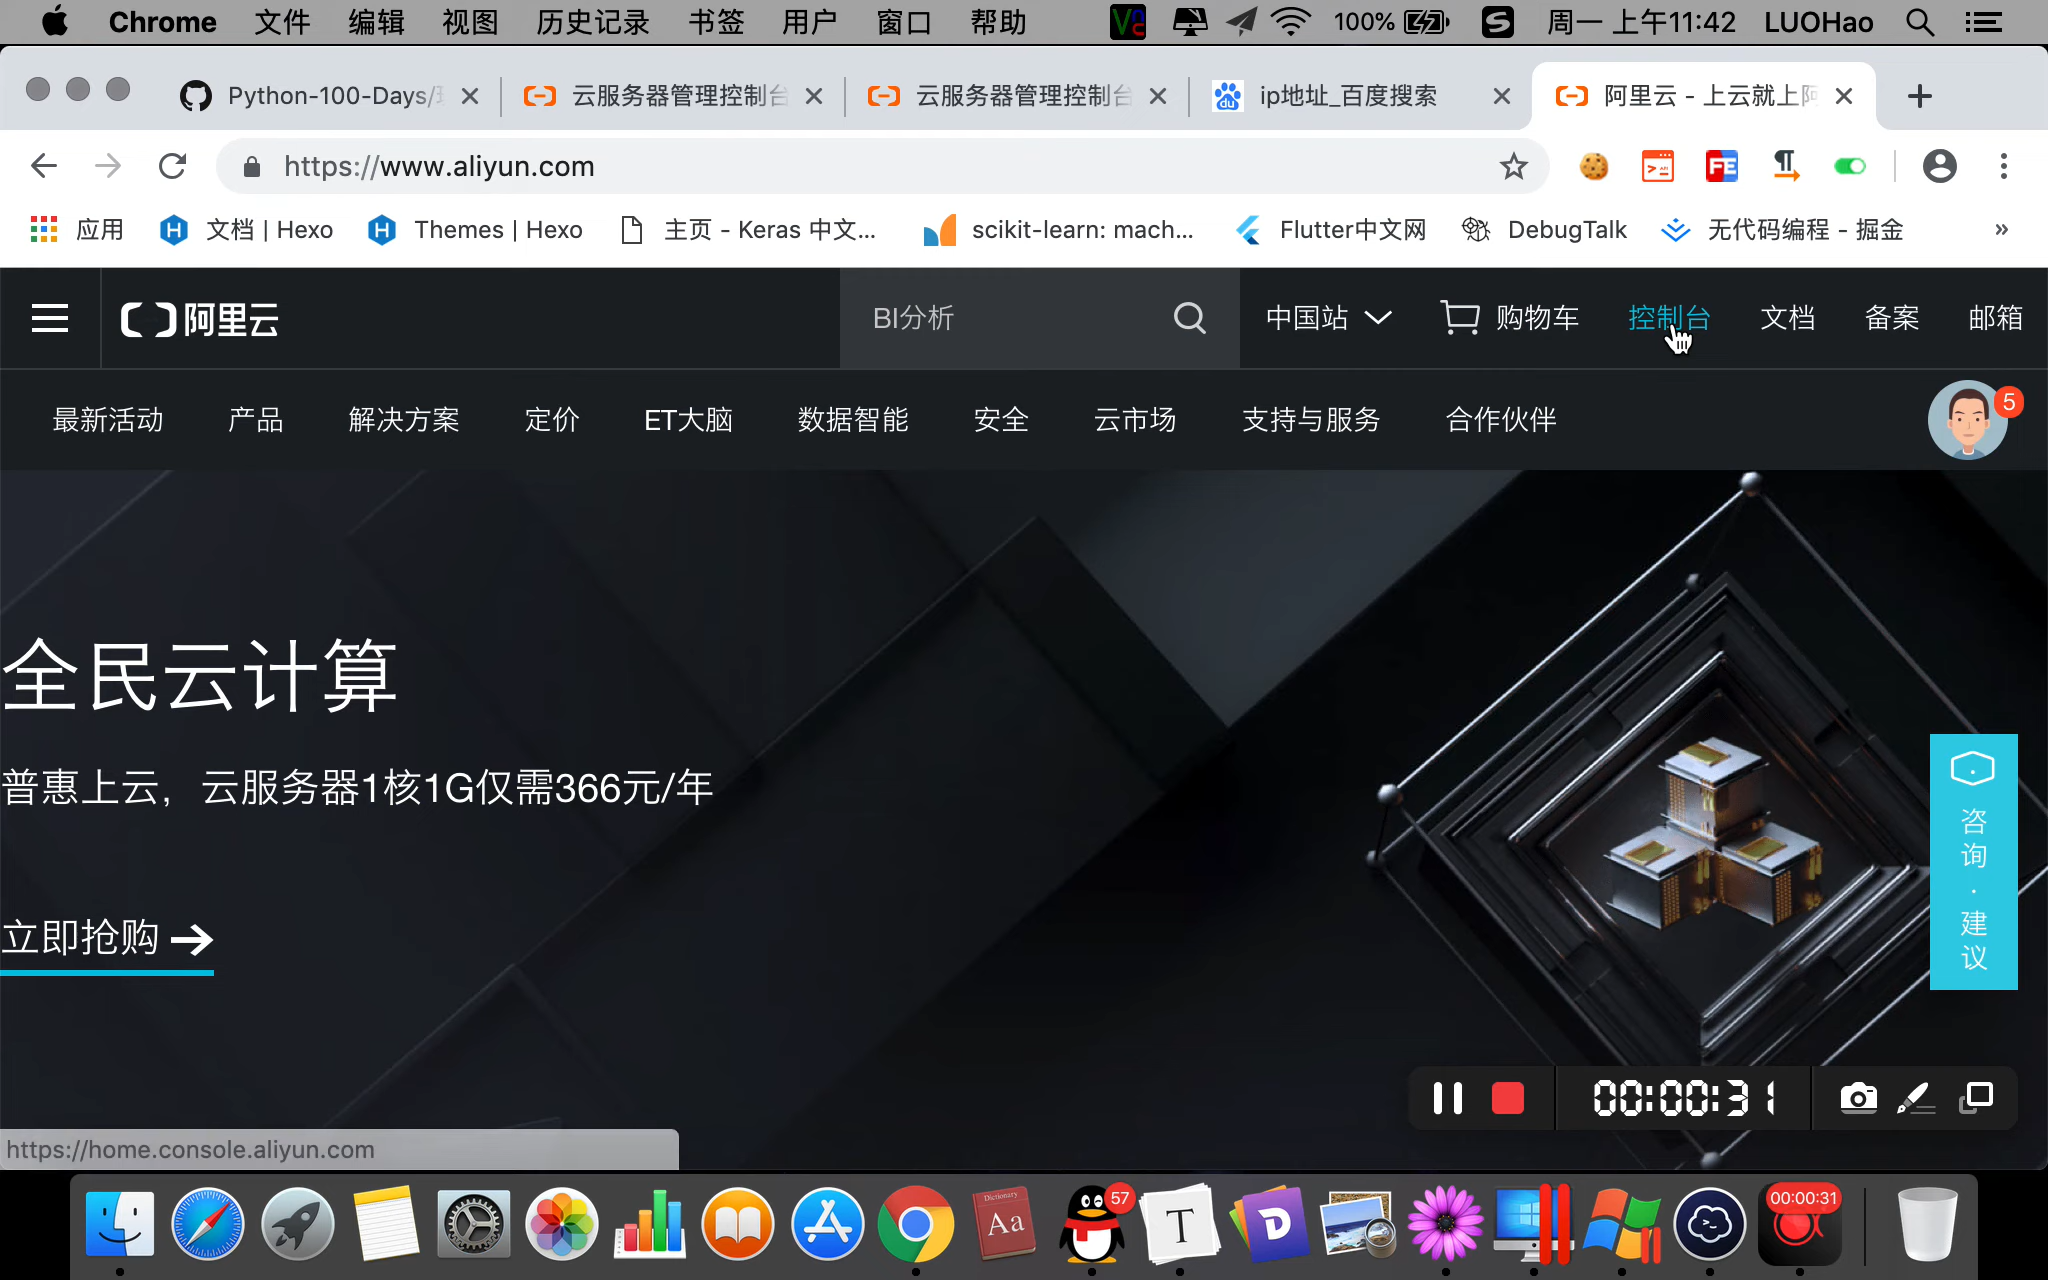 Chrome 文件 编辑 视图 历史记录 书签 用户 窗口 帮助 100% 周一 上午11:42 LUOHao
Python-100-Days/ 云服务器管理控制台 云服务器管理控制台 ip地址_百度搜索 阿里云 - 上云就上阿
https://www.aliyun.com
应用 文档 | Hexo Themes | Hexo 主页 - Keras 中文... scikit-learn: mach... Flutter中文网 DebugTalk 无代码编程 - 掘金 »
阿里云 BI分析 中国站 购物车 控制台 文档 备案 邮箱
最新活动 产品 解决方案 定价 ET大脑 数据智能 安全 云市场 支持与服务 合作伙伴 5
全民云计算
普惠上云，云服务器1核1G仅需366元/年
立即抢购
咨询·建议
00:00:31
https://home.console.aliyun.com
Dictionary
Aa
57
T
D
00:00:31